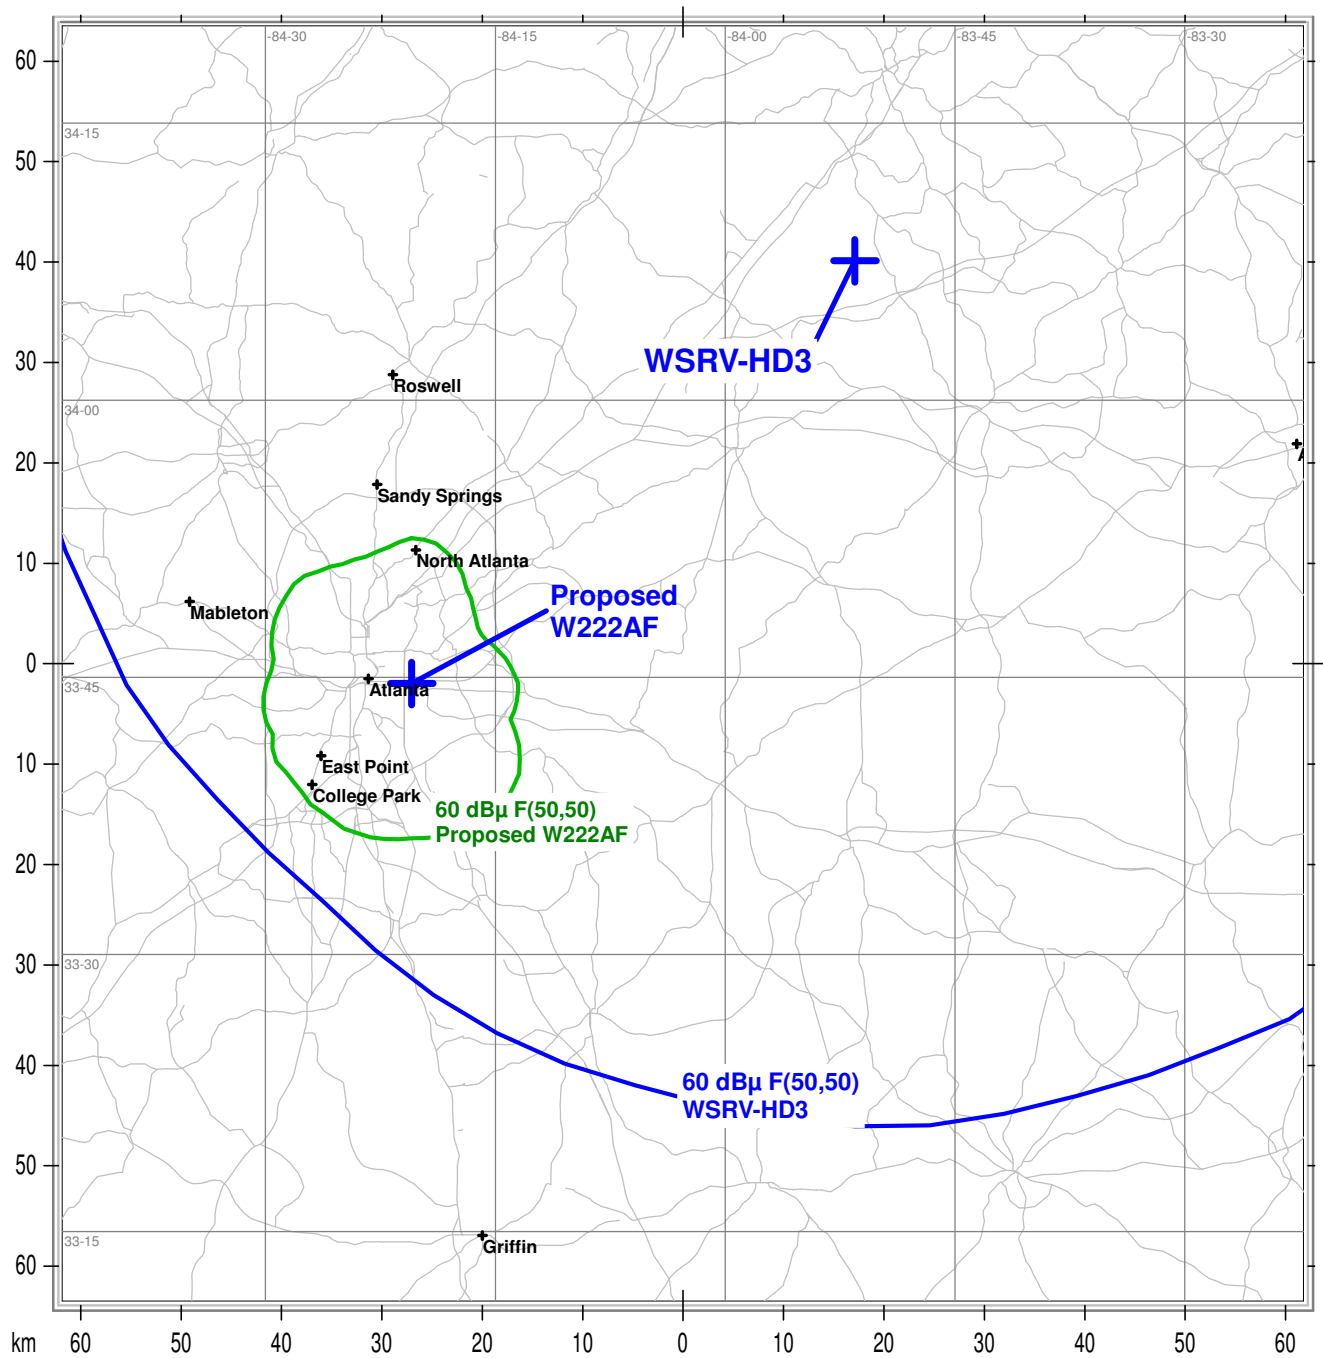 -84-30
-84-15
-84-00
-83-45
-83-30
60
34-15
50
40
WSRV-HD3
30
Roswell
34-00
20
A
Sandy Springs
10
North Atlanta
Mableton
Proposed
W222AF
0
33-45
Atlanta
10
East Point
College Park
60 dBµ F(50,50)
Proposed W222AF
20
30
33-30
40
60 dBµ F(50,50)
WSRV-HD3
50
33-15
Griffin
60
km 60 50 40 30 20 10 0 10 20 30 40 50 60